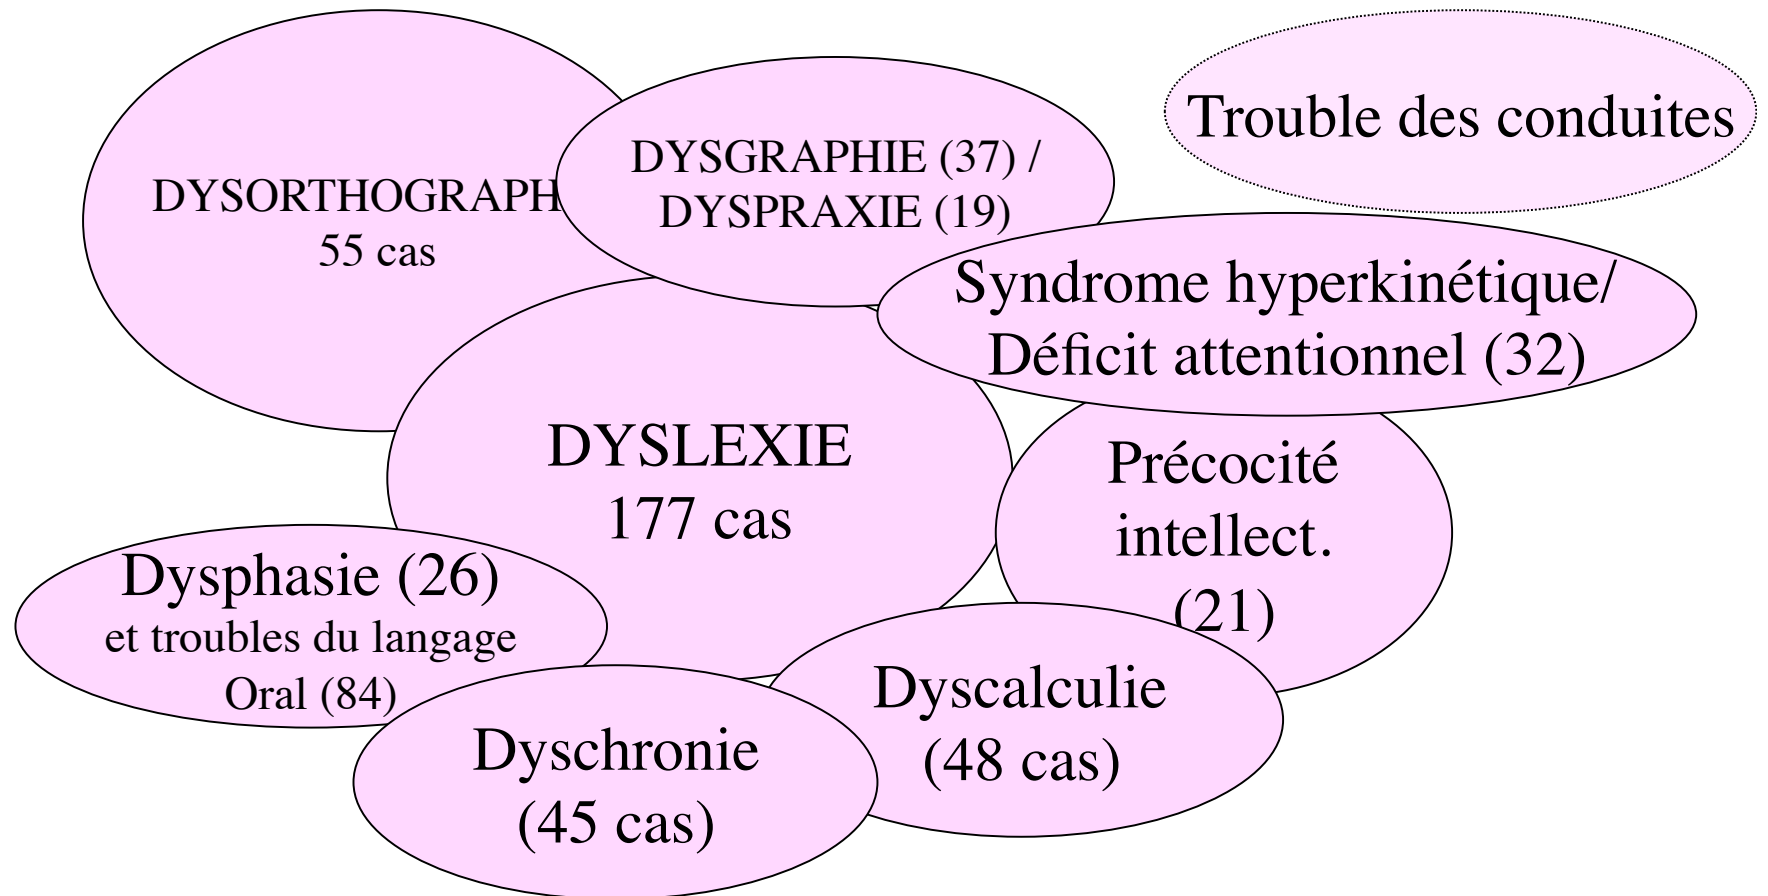 DYSORTHOGRAPH
55 cas
DYSGRAPHIE (37) /
DYSPRAXIE (19)
Trouble des conduites
Syndrome hyperkinétique/
Déficit attentionnel (32)
DYSLEXIE
177 cas
Précocité
intellect.
(21)
Dysphasie (26)
et troubles du langage
Oral (84)
Dyscalculie
(48 cas)
Dyschronie
(45 cas)